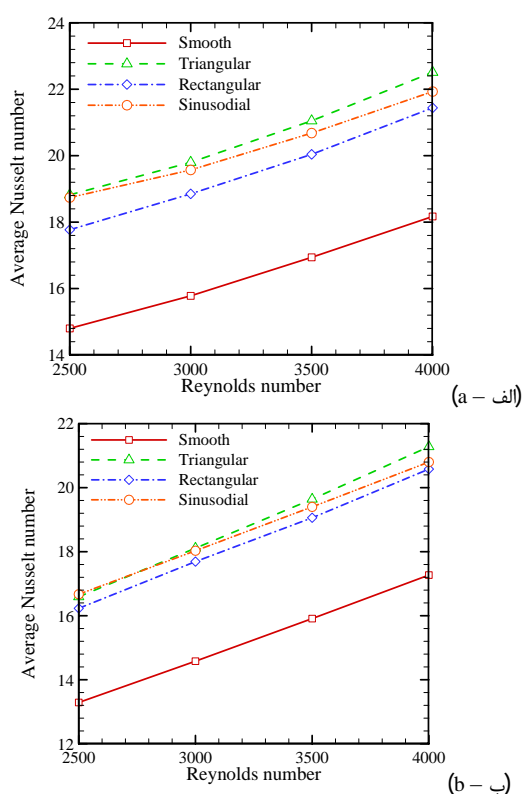 24
22
20
18
16
14
Average Nusselt number
Smooth
Triangular
Rectangular
Sinusodial
2500 3000 3500 4000
Reynolds number
(a – الف)
22
20
18
16
14
12
Average Nusselt number
Smooth
Triangular
Rectangular
Sinusodial
2500 3000 3500 4000
Reynolds number
(b – ب)